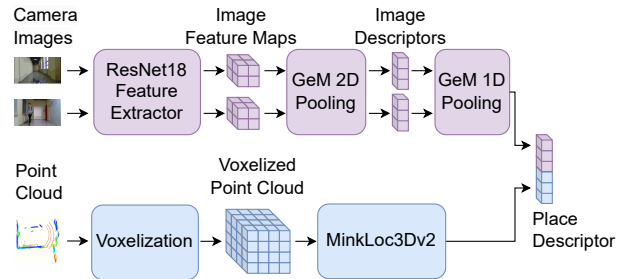 Camera
Images
Image
Feature Maps
Image
Descriptors
ResNet18
Feature
Extractor
GeM 2D
Pooling
GeM 1D
Pooling
Point
Cloud
Voxelized
Point Cloud
Voxelization
MinkLoc3Dv2
Place
Descriptor